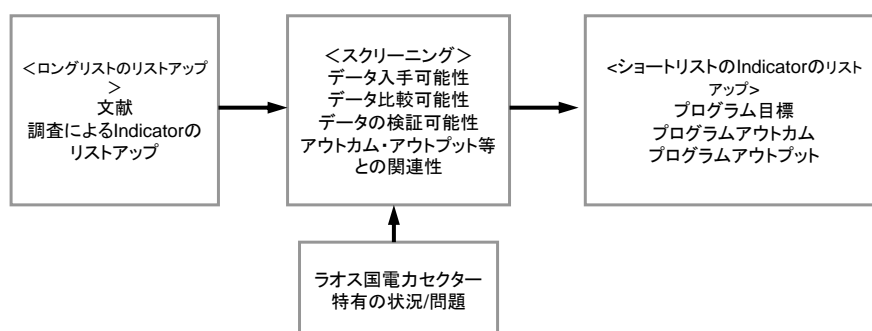 ＜ロングリストのリストアップ
＞
文献
調査によるIndicatorの
リストアップ
＜スクリーニング＞
データ入手可能性
データ比較可能性
データの検証可能性
アウトカム・アウトプット等
との関連性
<ショートリストのIndicatorのリスト
アップ>
プログラム目標
プログラムアウトカム
プログラムアウトプット
ラオス国電力セクター
特有の状況/問題